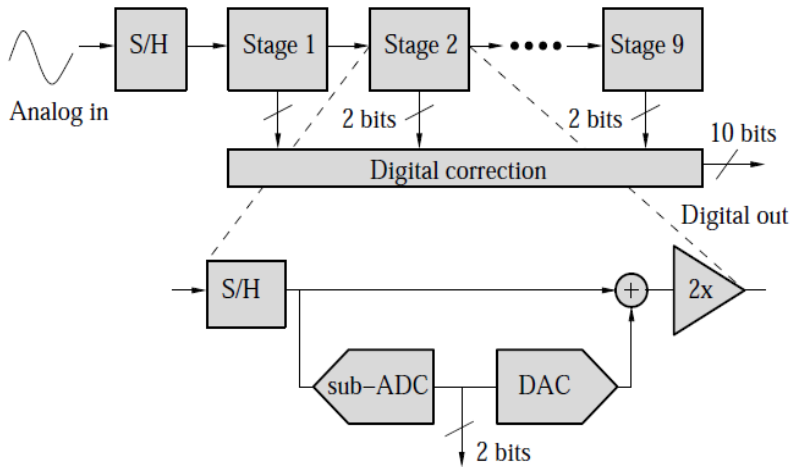 S/H
Stage 1
Stage 2
Stage 9
Analog in
2 bits
2 bits
10 bits
Digital correction
Digital out
S/H
+
2x
sub-ADC
DAC
2 bits